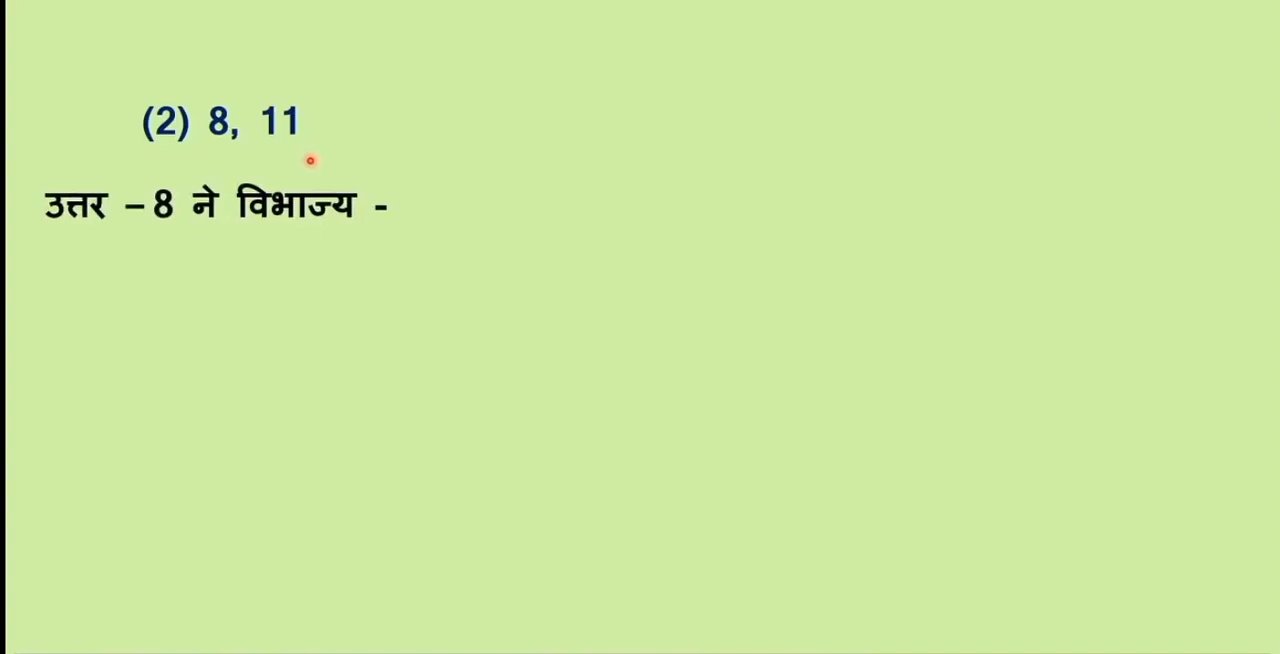 (2) 8, 11
उत्तर – 8 ने विभाज्य -